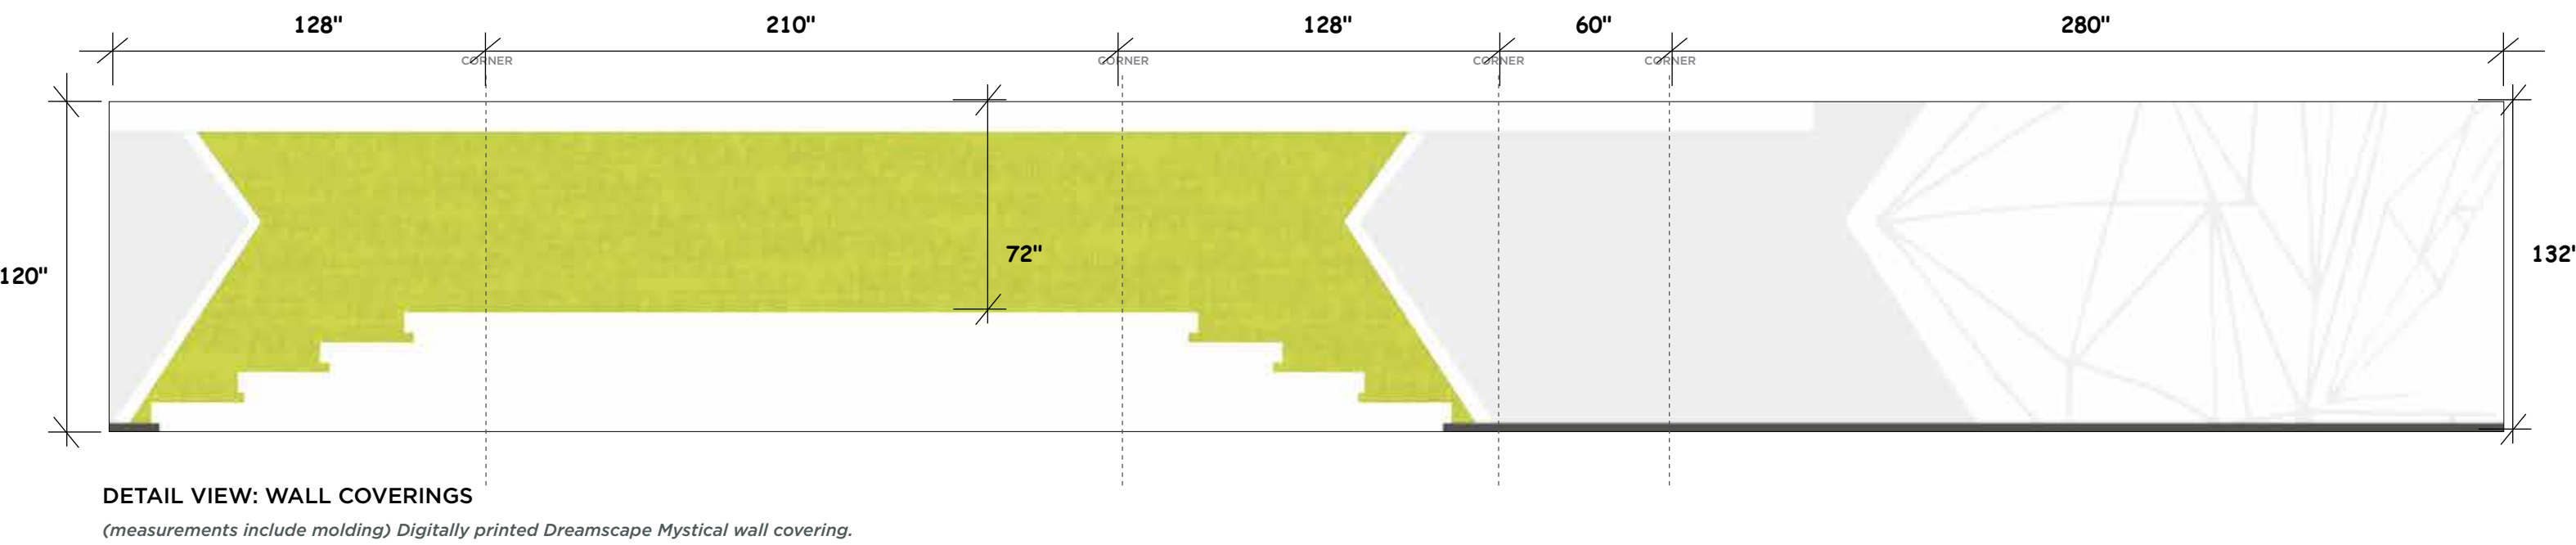 128" 210" 128" 60" 280"
CORNER CORNER CORNER CORNER
72"
120" 132"
DETAIL VIEW: WALL COVERINGS
(measurements include molding) Digitally printed Dreamscape Mystical wall covering.